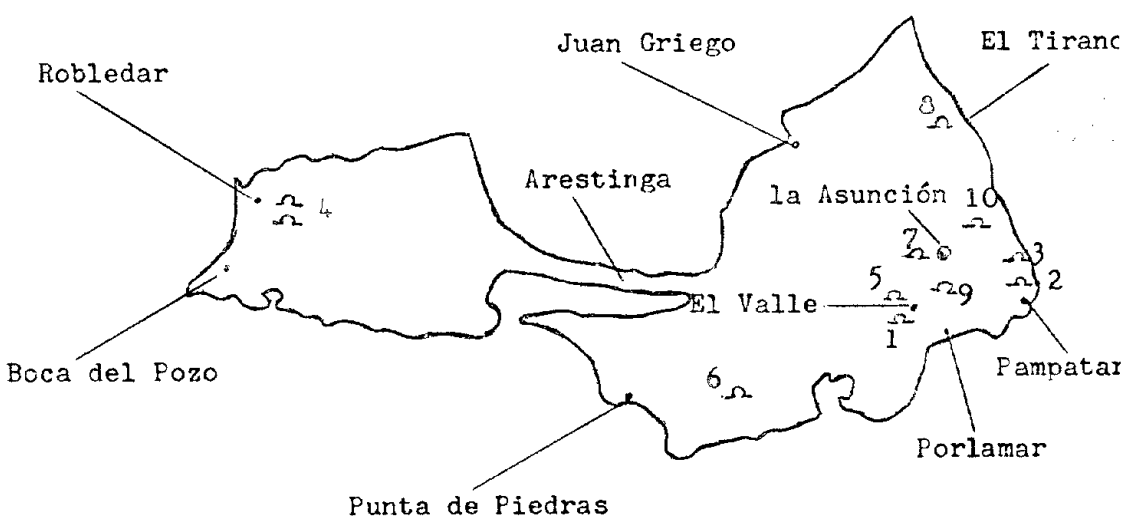 Juan Griego
El Tirano
Robledar
8
Arestinga
la Asunción
10
4
7
3
5
2
9
El Valle
1
Boca del Pozo
6
Pampatar
Porlamar
Punta de Piedras